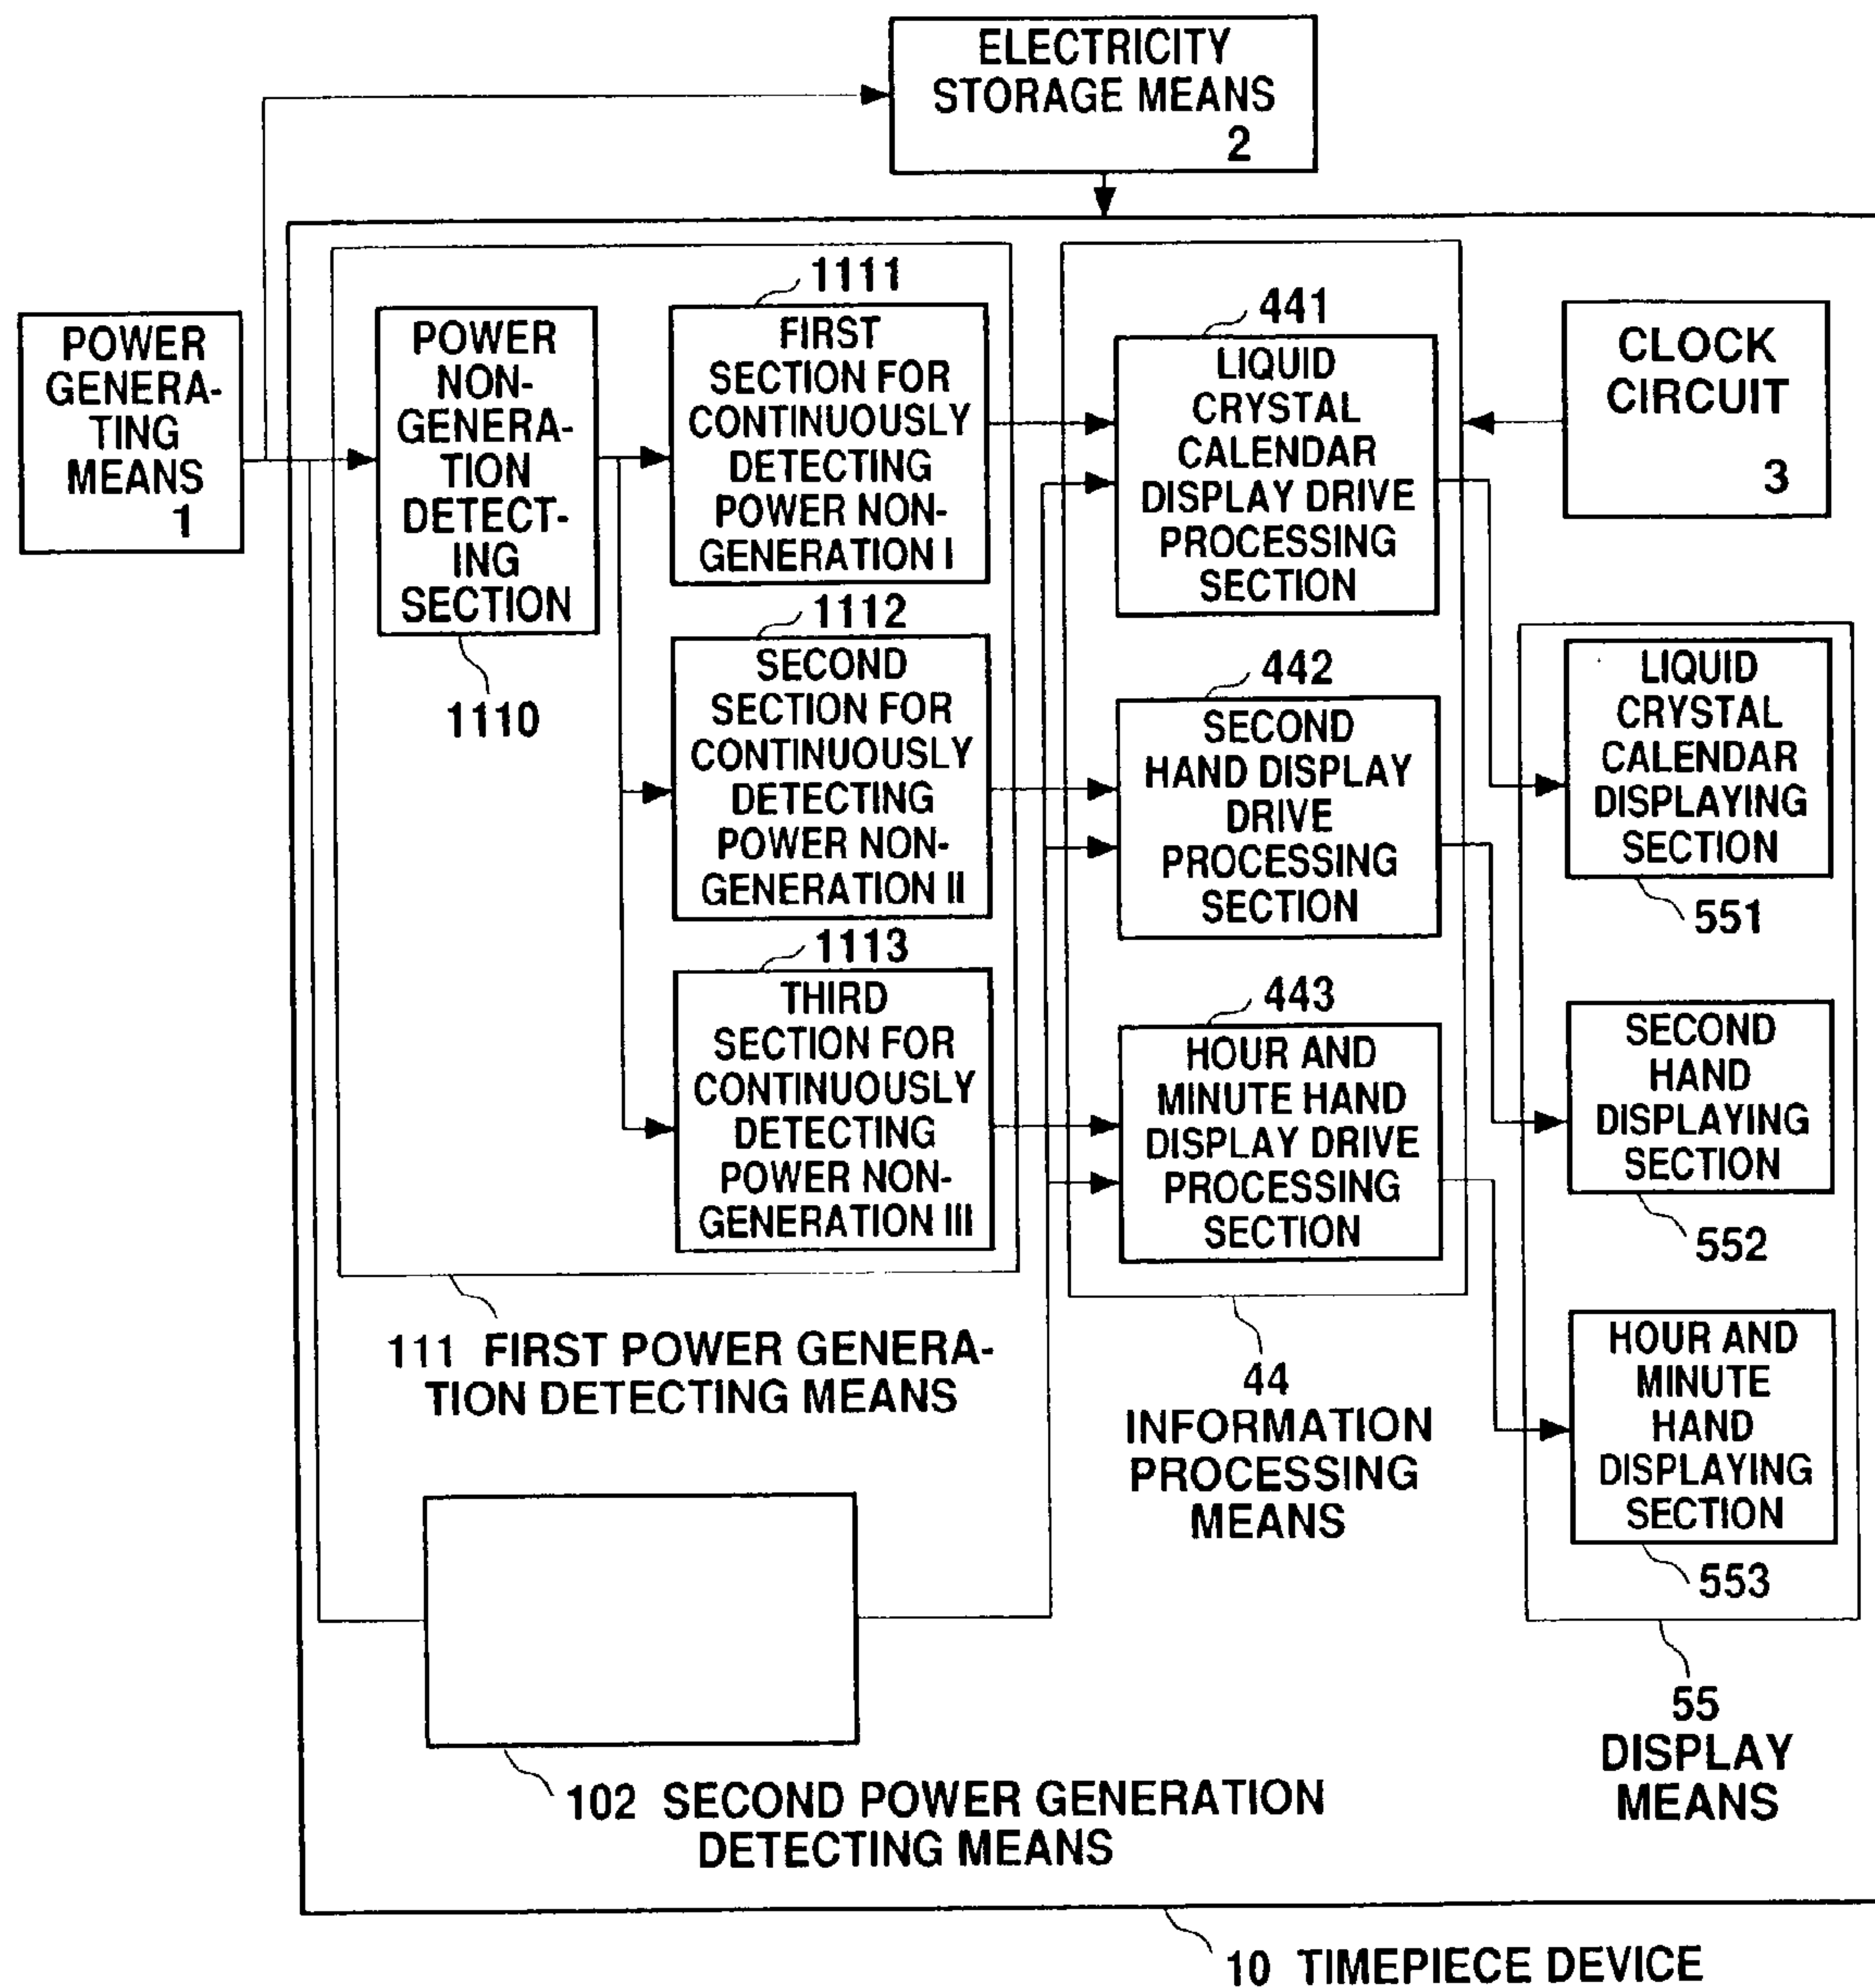 ELECTRICITY
STORAGE MEANS
2
POWER
GENERA-
TING
MEANS
1
POWER
NON-
GENERA-
TION
DETECT-
ING
SECTION
1110
1111
FIRST
SECTION FOR
CONTINUOUSLY
DETECTING
POWER NON-
GENERATION I
1112
SECOND
SECTION FOR
CONTINUOUSLY
DETECTING
POWER NON-
GENERATION II
1113
THIRD
SECTION FOR
CONTINUOUSLY
DETECTING
POWER NON-
GENERATION III
111 FIRST POWER GENERA-
TION DETECTING MEANS
441
LIQUID
CRYSTAL
CALENDAR
DISPLAY DRIVE
PROCESSING
SECTION
442
SECOND
HAND DISPLAY
DRIVE
PROCESSING
SECTION
443
HOUR AND
MINUTE HAND
DISPLAY DRIVE
PROCESSING
SECTION
44
INFORMATION
PROCESSING
MEANS
CLOCK
CIRCUIT
3
LIQUID
CRYSTAL
CALENDAR
DISPLAYING
SECTION
551
SECOND
HAND
DISPLAYING
SECTION
552
HOUR AND
MINUTE
HAND
DISPLAYING
SECTION
553
55
DISPLAY
MEANS
102 SECOND POWER GENERATION
DETECTING MEANS
10 TIMEPIECE DEVICE